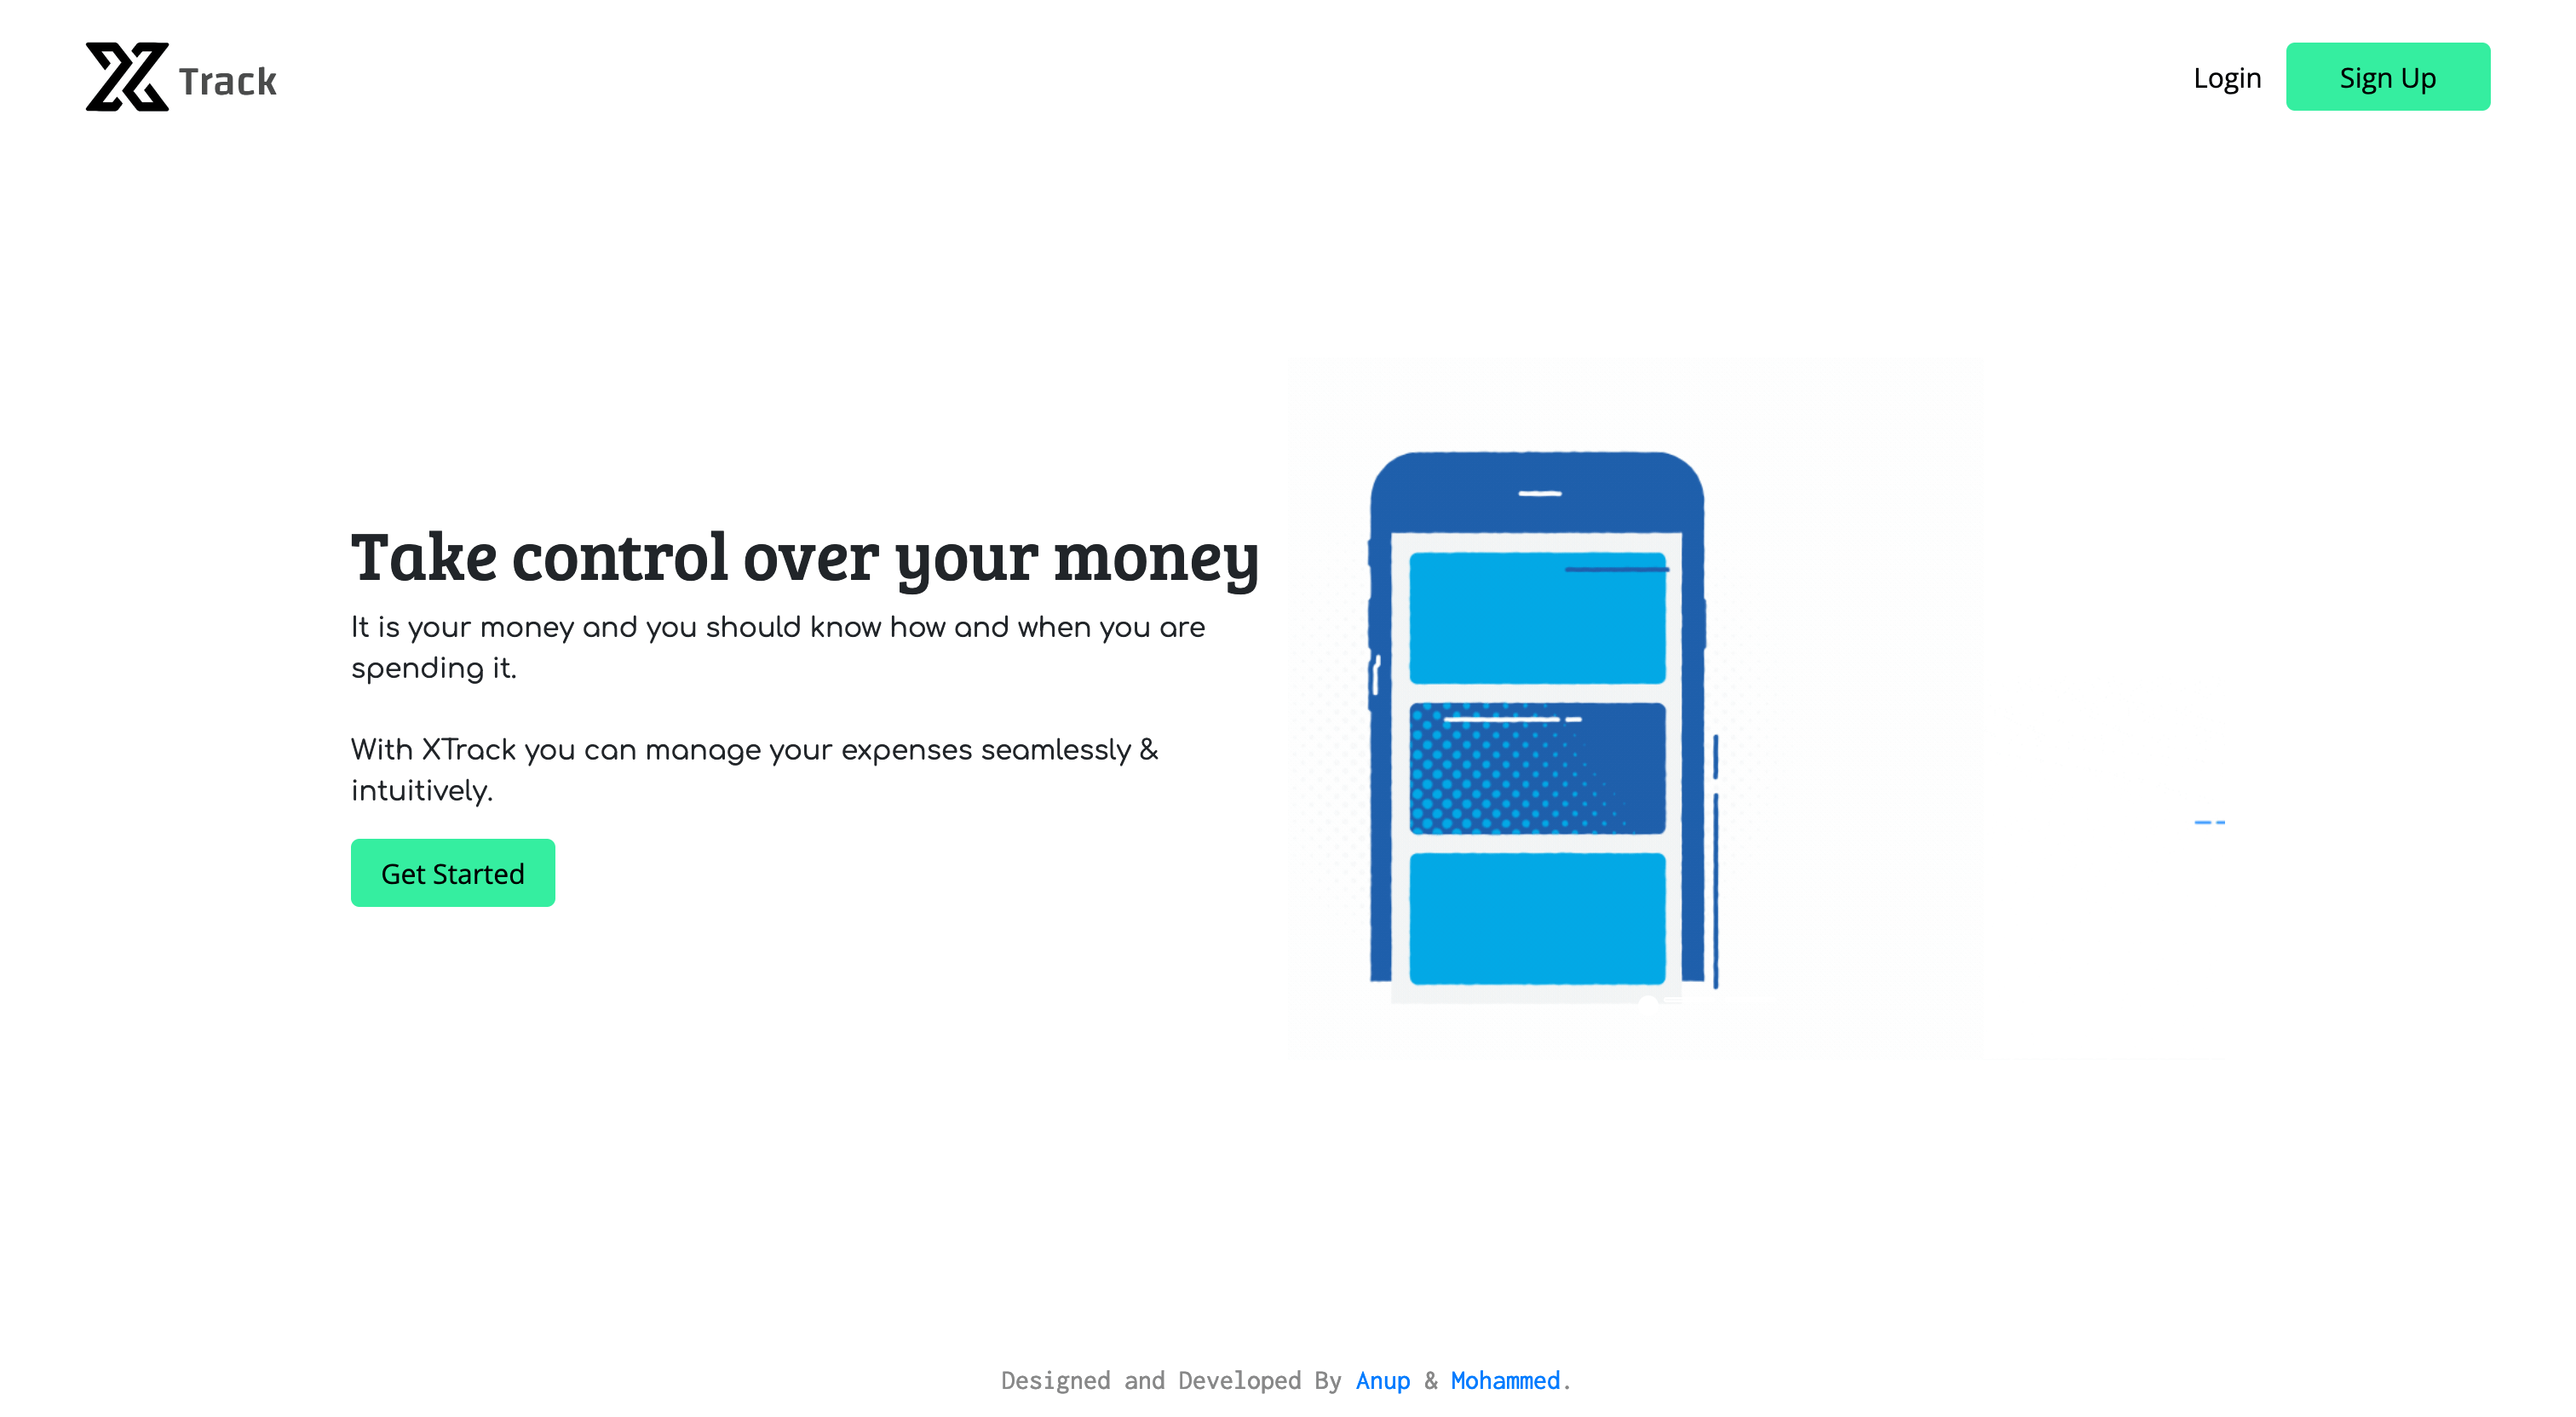 X Track
Login
Sign Up
Take control over your money
It is your money and you should know how and when you are
spending it.
With XTrack you can manage your expenses seamlessly &
intuitively.
Get Started
Designed and Developed By Anup & Mohammed.